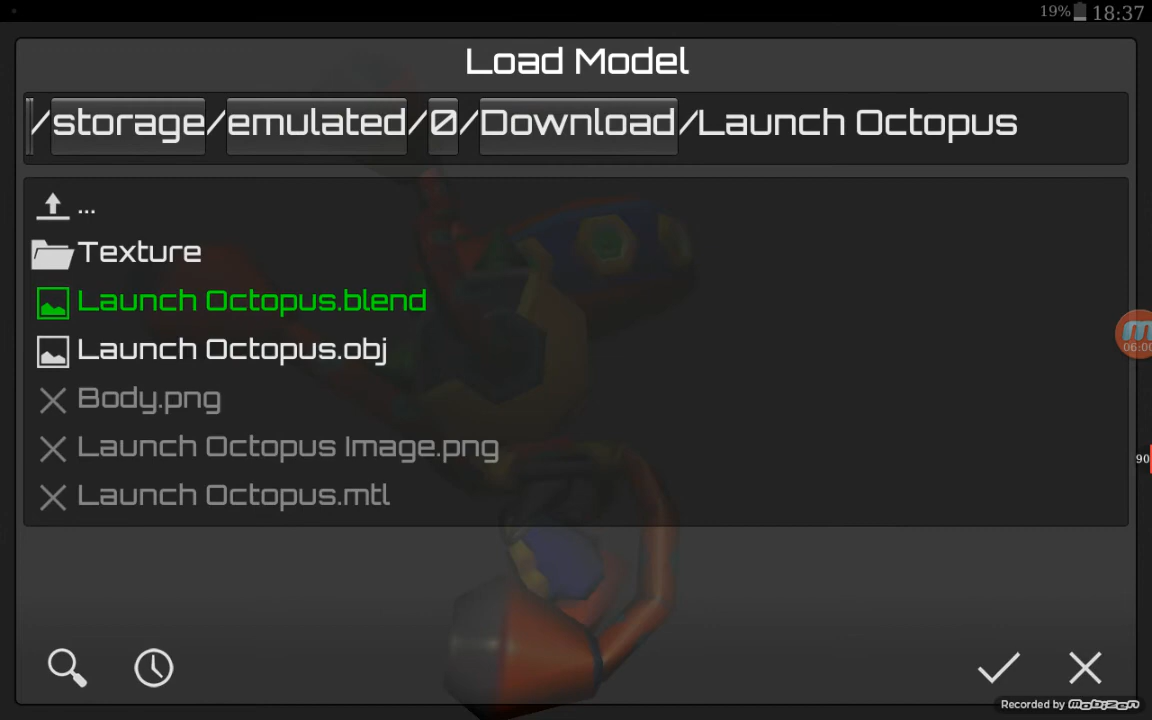 19% 18:37
Load Model
/storage/emulated/0/Download/Launch Octopus
...
Texture
Launch Octopus.blend
Launch Octopus.obj
06:00
Body.png
Launch Octopus Image.png
90
Launch Octopus.mtl
Recorded by mobizen